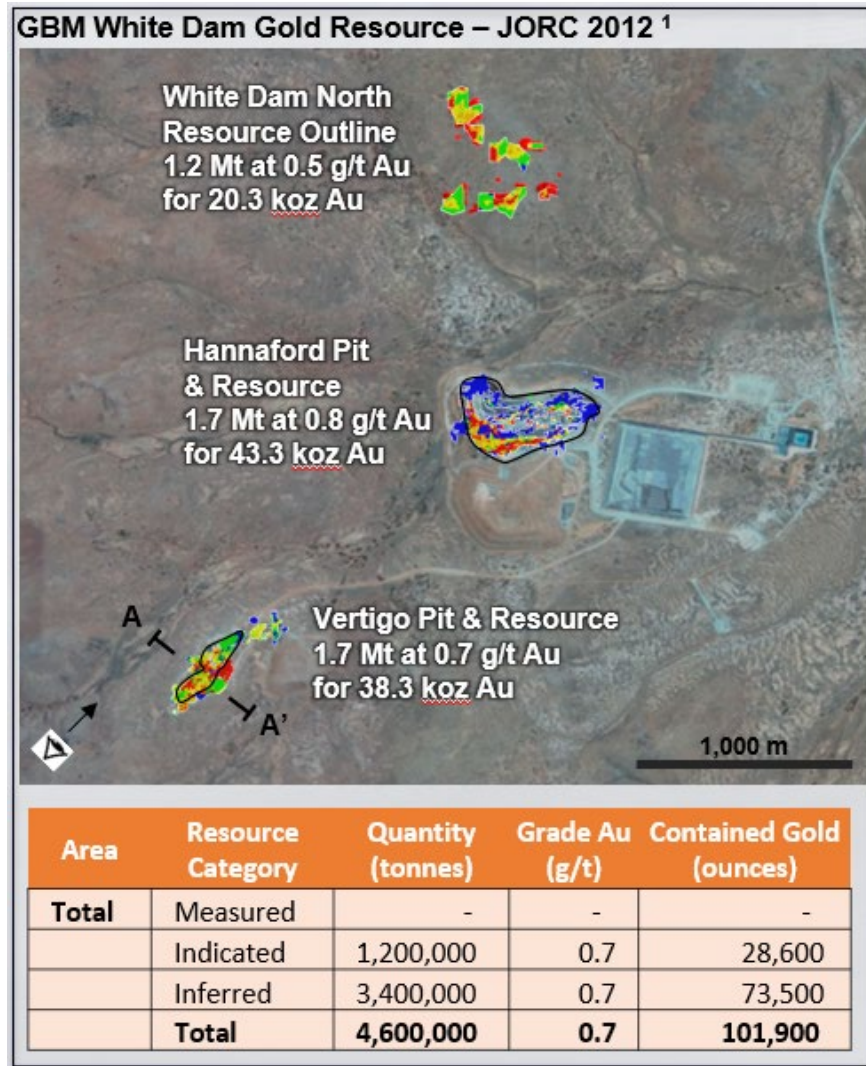 GBM White Dam Gold Resource – JORC 2012 ¹
White Dam North
Resource Outline
1.2 Mt at 0.5 g/t Au
for 20.3 koz Au
Hannaford Pit
& Resource
1.7 Mt at 0.8 g/t Au
for 43.3 koz Au
A
Vertigo Pit & Resource
1.7 Mt at 0.7 g/t Au
for 38.3 koz Au
A'
1,000 m
Area Resource Category Quantity (tonnes) Grade Au (g/t) Contained Gold (ounces)
Total Measured - - -
Indicated 1,200,000 0.7 28,600
Inferred 3,400,000 0.7 73,500
Total 4,600,000 0.7 101,900